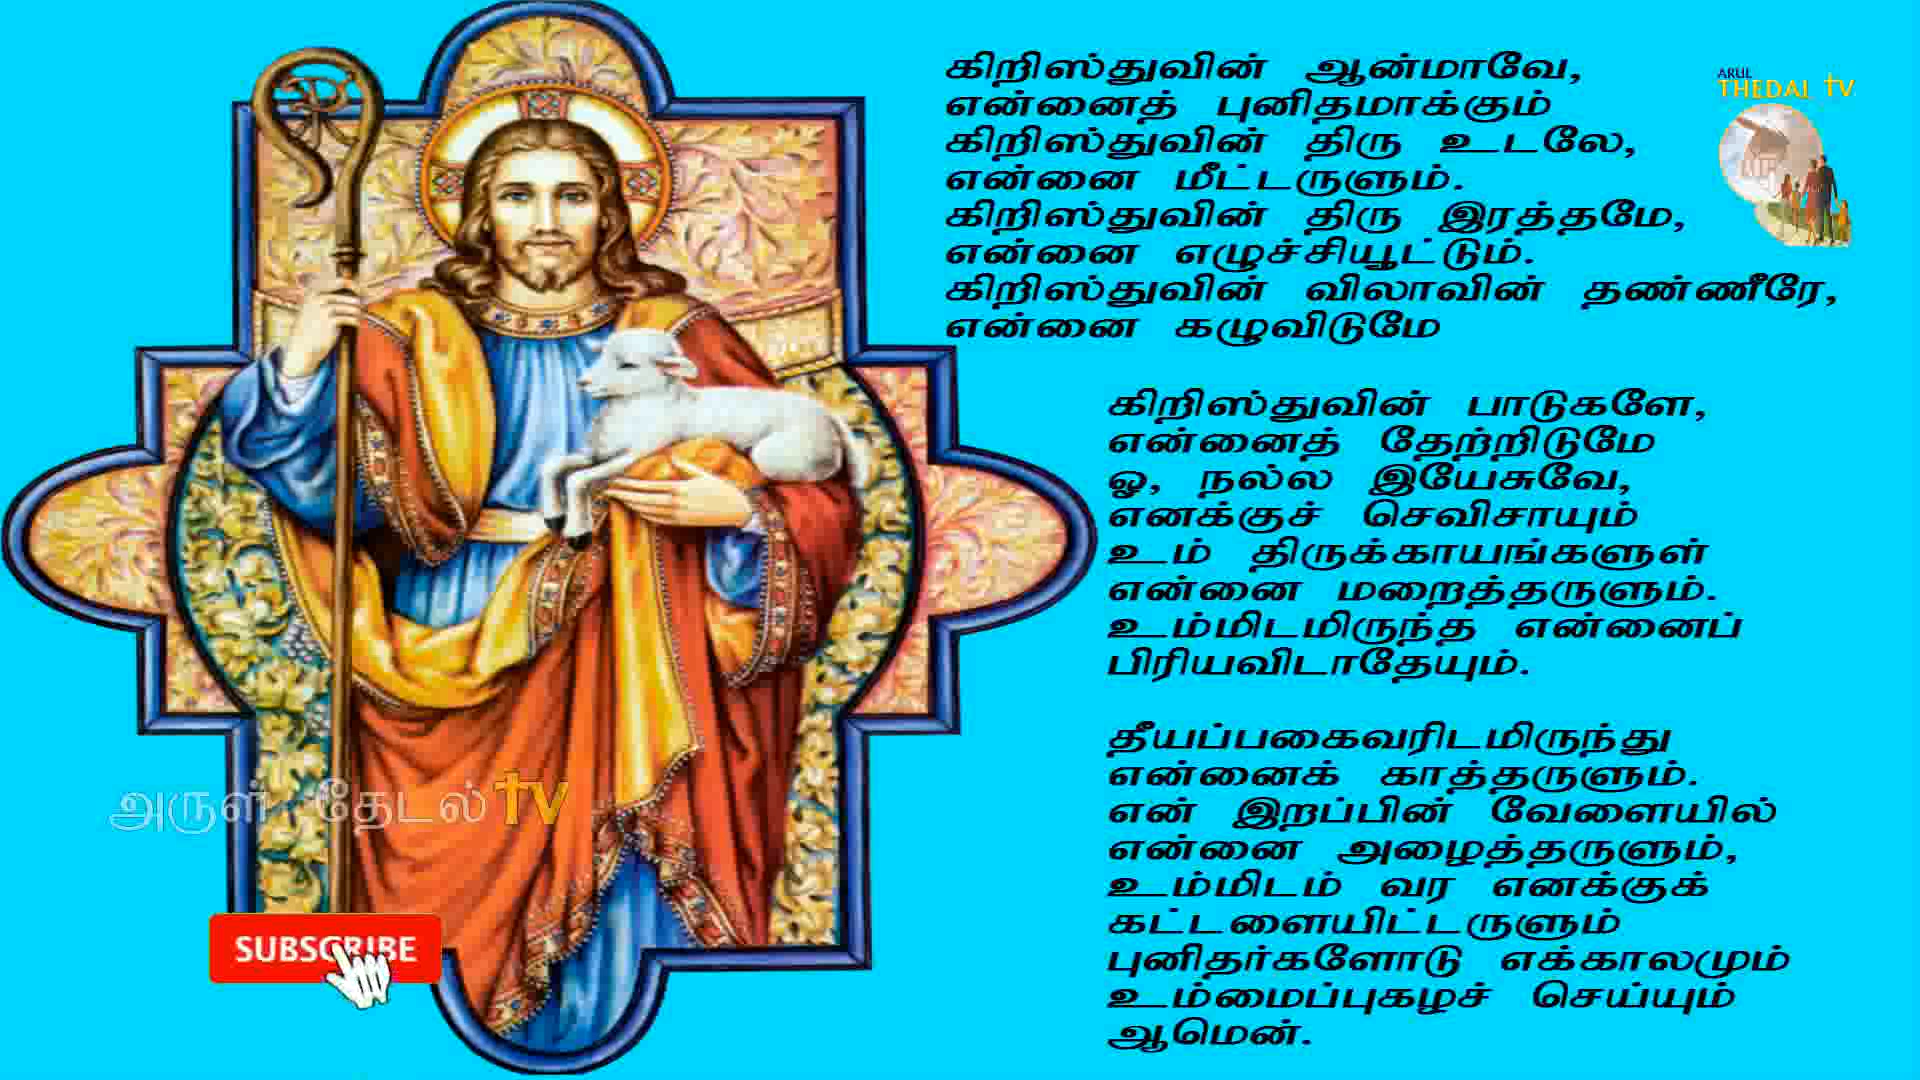 கிறிஸ்துவின் ஆன்மாவே,
என்னைத் புனிதமாக்கும்
கிறிஸ்துவின் திரு உடலே,
என்னை மீட்டருளும்.
கிறிஸ்துவின் திரு இரத்தமே,
என்னை எழுச்சியூட்டும்.
கிறிஸ்துவின் விலாவின் தண்ணீரே,
என்னை கழுவிடுமே
கிறிஸ்துவின் பாடுகளே,
என்னைத் தேற்றிடுமே
ஓ, நல்ல இயேசுவே,
எனக்குச் செவிசாயும்
உம் திருக்காயங்களுள்
என்னை மறைத்தருளும்.
உம்மிடமிருந்த என்னைப்
பிரியவிடாதேயும்.
தீயப்பகைவரிடமிருந்து
என்னைக் காத்தருளும்.
என் இறப்பின் வேளையில்
என்னை அழைத்தருளும்,
உம்மிடம் வர எனக்குக்
கட்டளையிட்டருளும்
புனிதர்களோடு எக்காலமும்
உம்மைப்புகழச் செய்யும்
ஆமென்.
ARUL
THEDAL tv
அருள் தேடல் tv
SUBSCRIBE